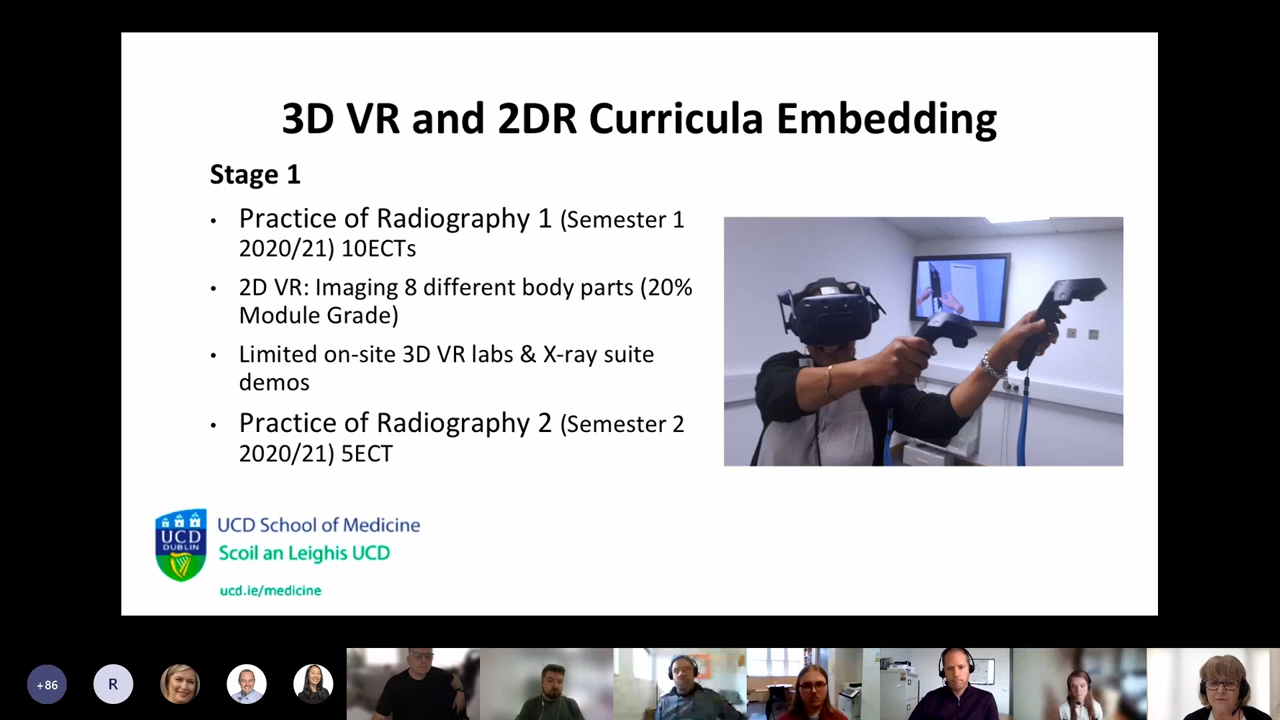 3D VR and 2DR Curricula Embedding
Stage 1
• Practice of Radiography 1 (Semester 1
2020/21) 10ECTs
• 2D VR: Imaging 8 different body parts (20%
Module Grade)
• Limited on-site 3D VR labs & X-ray suite
demos
• Practice of Radiography 2 (Semester 2
2020/21) 5ECT
UCD
DUBLIN
UCD School of Medicine
Scoil an Leighis UCD
ucd.ie/medicine
+86
R